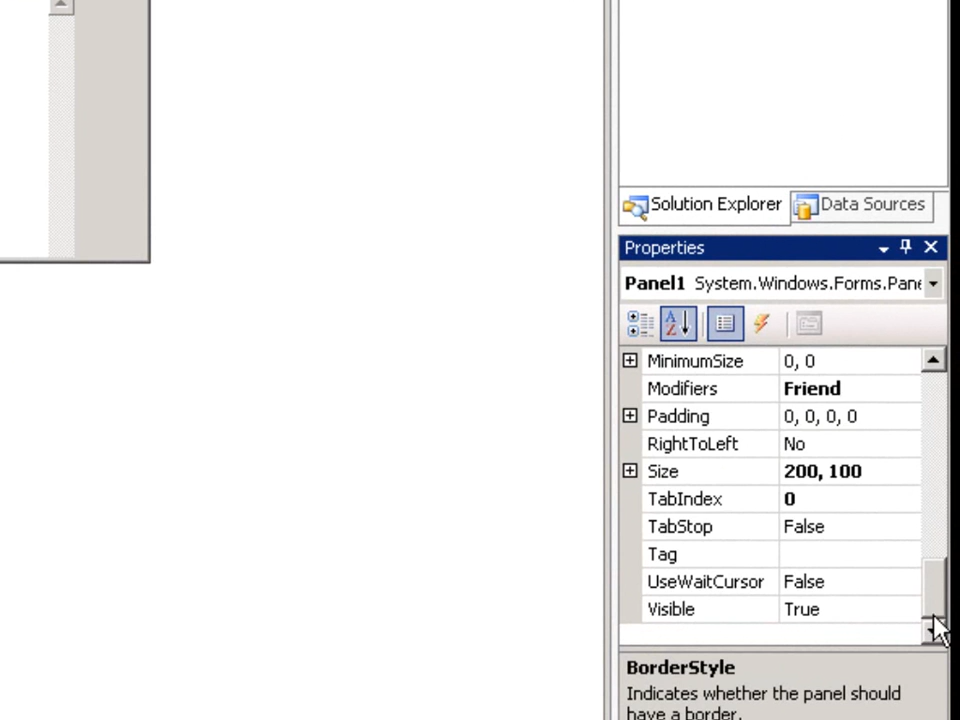 Solution Explorer Data Sources
Properties
Panel1 System.Windows.Forms.Pane
MinimumSize 0, 0
Modifiers Friend
Padding 0, 0, 0, 0
RightToLeft No
Size 200, 100
TabIndex 0
TabStop False
Tag
UseWaitCursor False
Visible True
BorderStyle
Indicates whether the panel should
have a border.